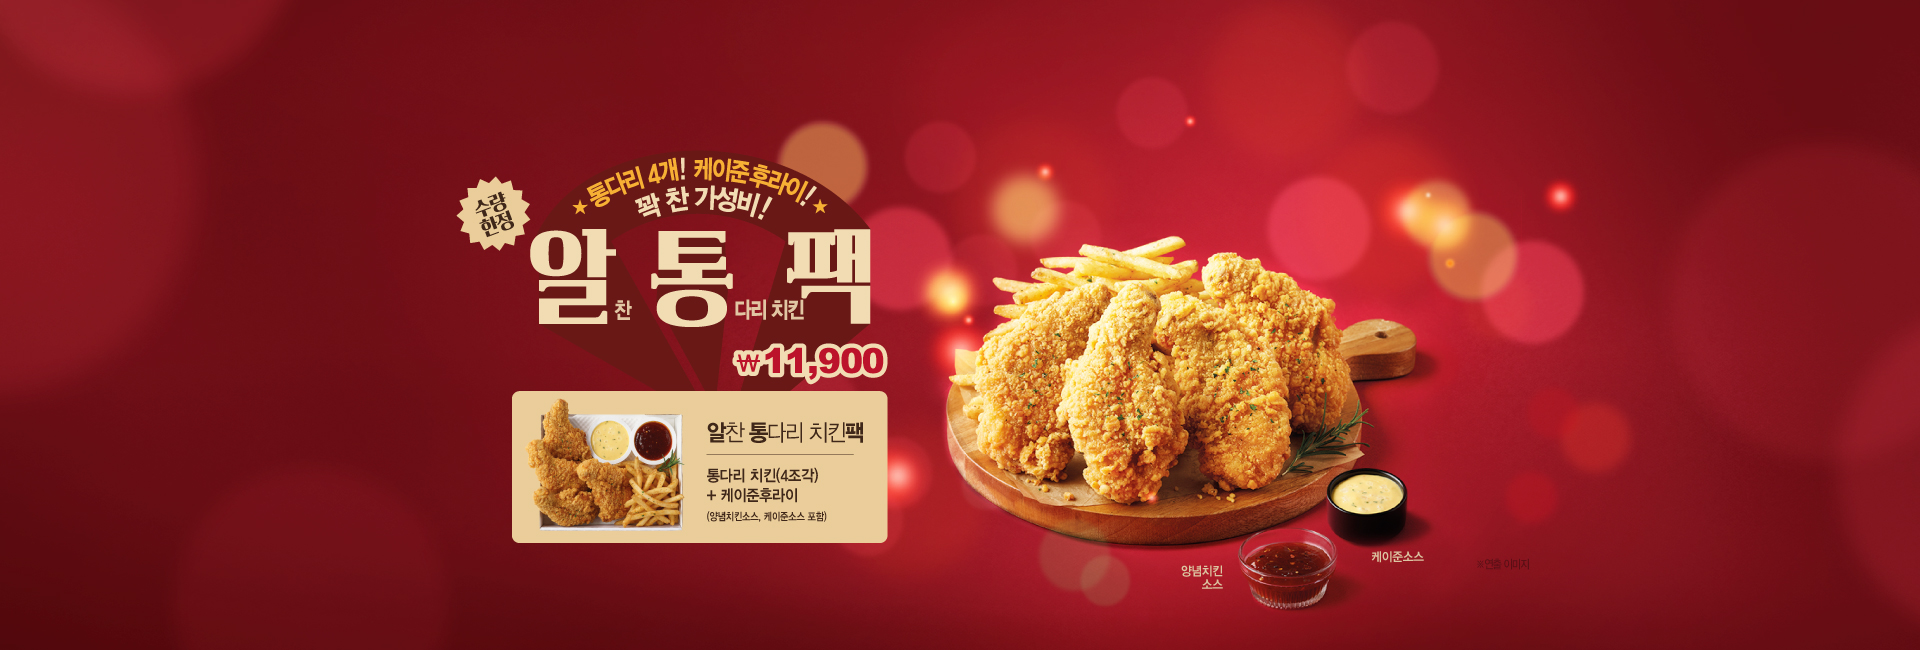 수량
한정
★통다리 4개! 케이준후라이!★
꽉 찬 가성비!
알찬 통다리 치킨팩
₩11,900
알찬 통다리 치킨팩
통다리 치킨(4조각)
+ 케이준후라이
(양념치킨소스, 케이준소스 포함)
케이준소스
양념치킨
소스
※연출 이미지